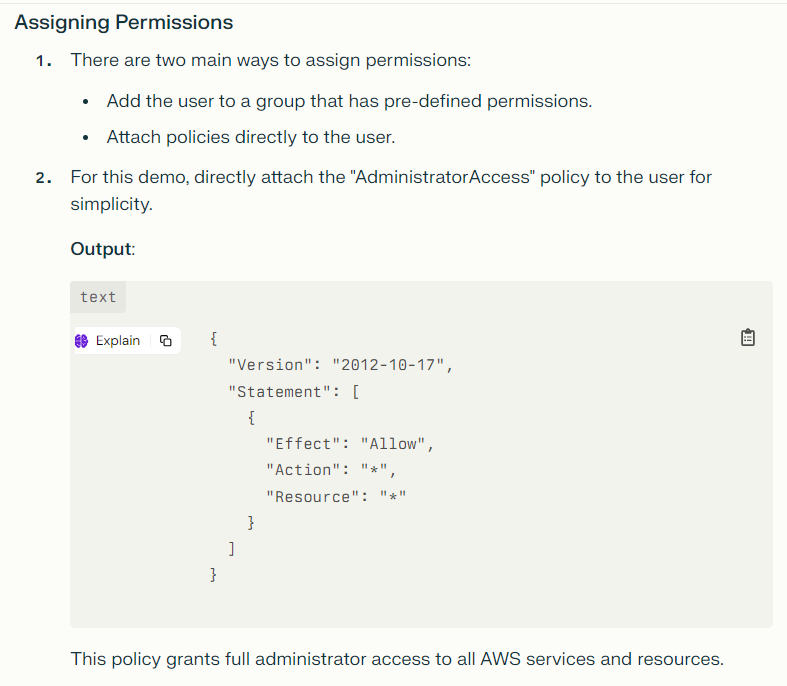 Assigning Permissions
1. There are two main ways to assign permissions:
• Add the user to a group that has pre-defined permissions.
• Attach policies directly to the user.
2. For this demo, directly attach the "AdministratorAccess" policy to the user for
simplicity.
Output:
text
Explain
{
  "Version": "2012-10-17",
  "Statement": [
    {
      "Effect": "Allow",
      "Action": "*",
      "Resource": "*"
    }
  ]
}
This policy grants full administrator access to all AWS services and resources.